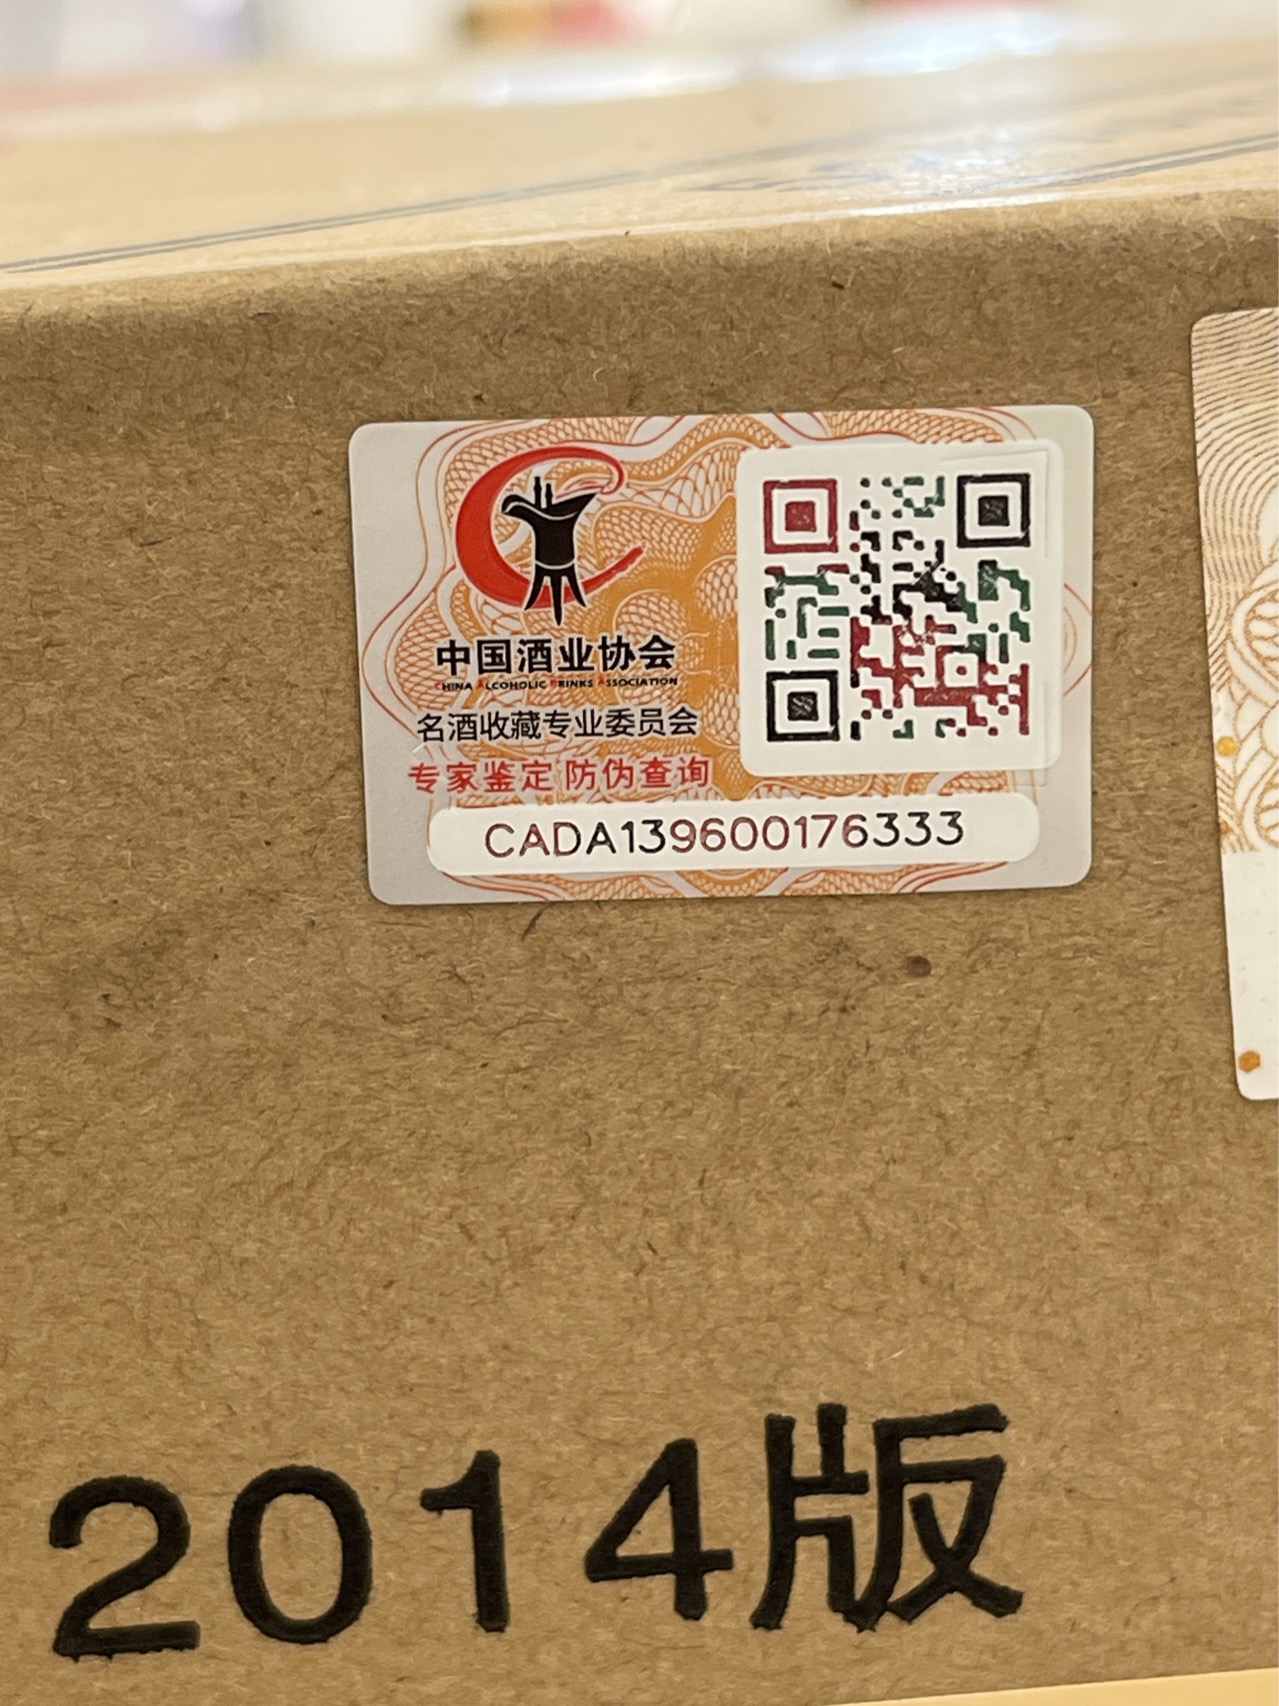 中国酒业协会
CHINA ALCOHOLIC DRINKS ASSOCIATION
名酒收藏专业委员会
专家鉴定 防伪查询
CADA139600176333
2014版